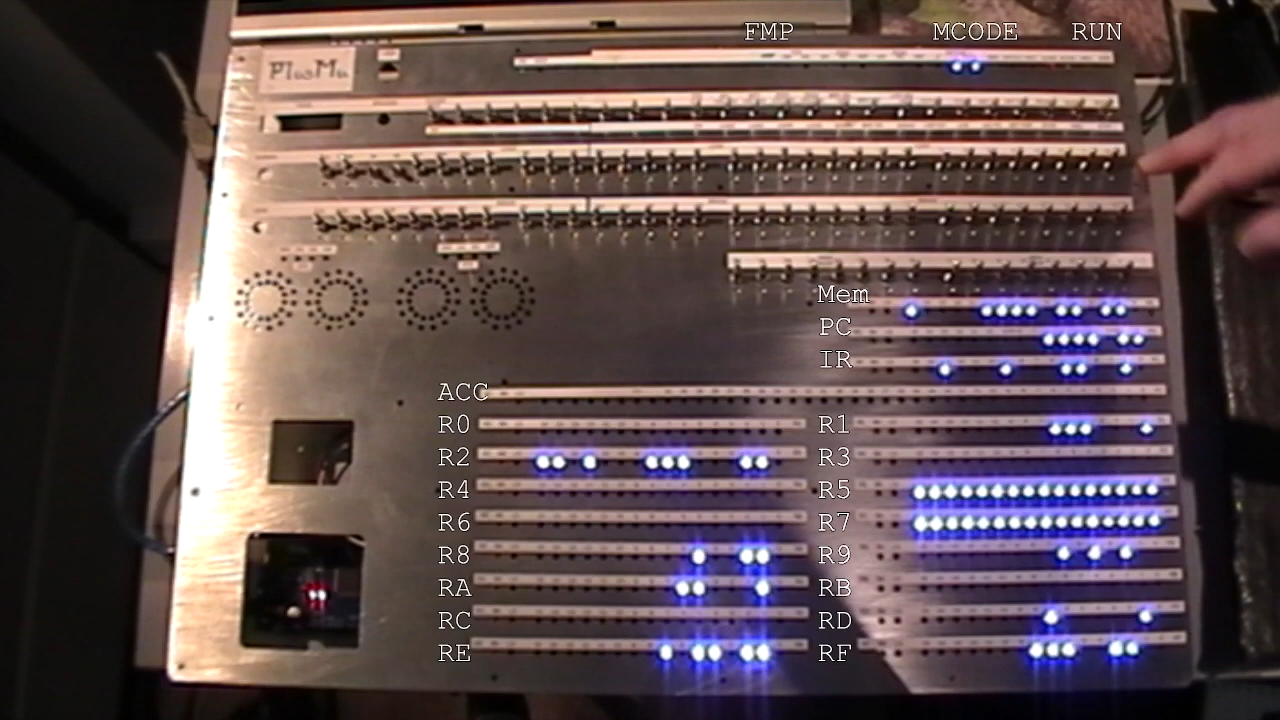 FMP MCODE RUN
PlasMa
Mem
PC
IR
ACC
R0 R1
R2 R3
R4 R5
R6 R7
R8 R9
RA RB
RC RD
RE RF